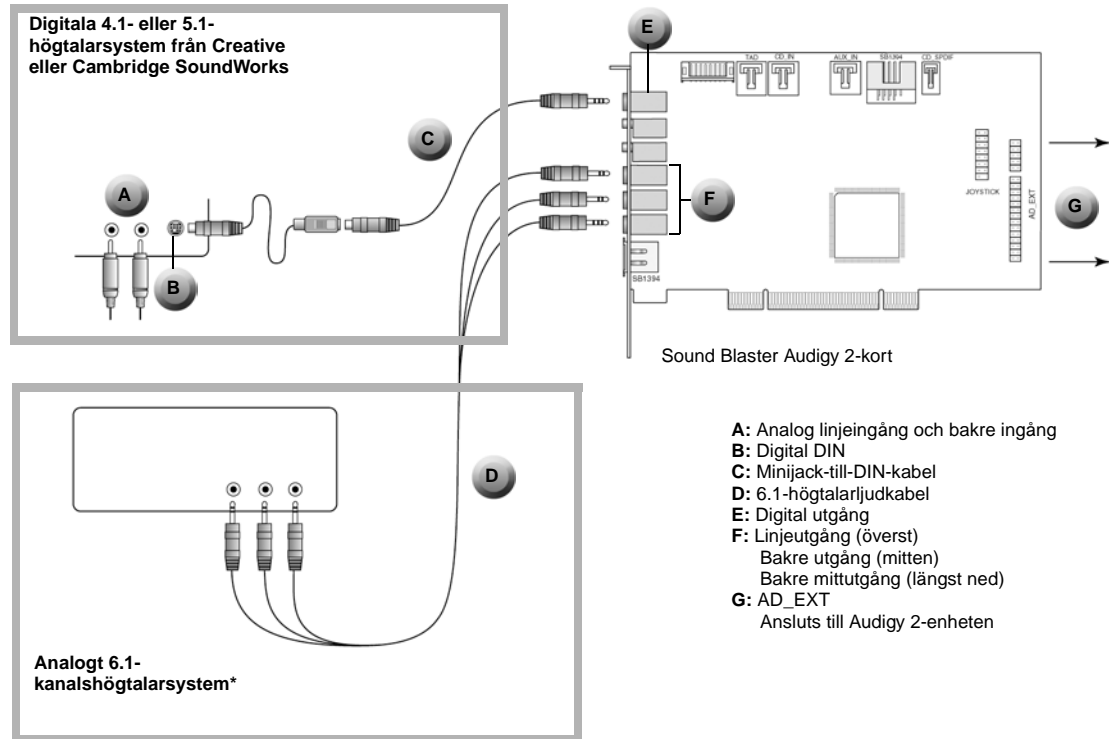 Digitala 4.1- eller 5.1-
högtalarsystem från Creative
eller Cambridge SoundWorks
A
B
C
E
TAD
CD_IN
AUX_IN
SB1394
CD_SPDIF
F
JOYSTICK
AD_EXT
G
SB1394
Sound Blaster Audigy 2-kort
D
Analogt 6.1-
kanalshögtalarsystem*
A: Analog linjeingång och bakre ingång
B: Digital DIN
C: Minijack-till-DIN-kabel
D: 6.1-högtalarljudkabel
E: Digital utgång
F: Linjeutgång (överst)
Bakre utgång (mitten)
Bakre mittutgång (längst ned)
G: AD_EXT
Ansluts till Audigy 2-enheten